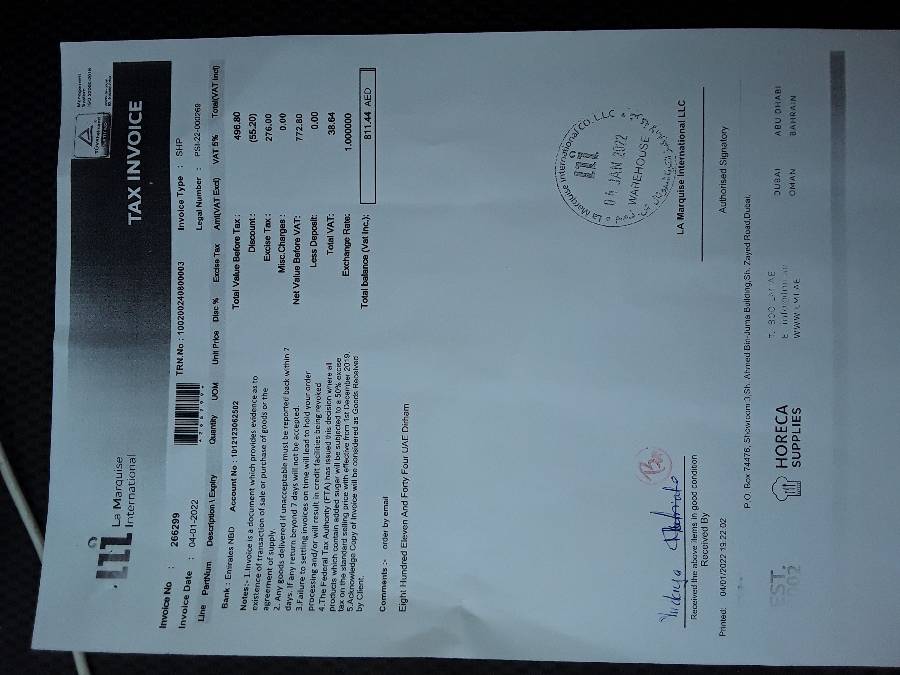 La Marquise
International
TAX INVOICE
Management
System
ISO 22000:2018
Invoice No : 266299
TRN.No : 100200240800003
Invoice Type : SHP
Invoice Date : 04-01-2022
Legal Number : PSI-22-000269
Line PartNum Description \ Expiry Quantity UOM Unit Price Disc % Excise Tax Amt(VAT Excl) VAT 5% Total(VAT Incl)
Bank : Emirates NBD Account No : 1012123062502
Notes:- 1.Invoice is a document which provides evidence as to
existence of transaction of sale or purchase of goods or the
agreement of supply.
2. Any goods delivered if unacceptable must be reported back within 7
days. If any return beyond 7 days will not be accepted.
3.Failure to settling invoices on time will lead to hold your order
processing and/or will result in credit facilities being revoked
4.The Federal Tax Authority (FTA) has issued this decision where all
products which contain added sugar will be subjected to a 50% excise
tax on the standard selling price with effective from 1st December 2019.
5.Acknowledge Copy of Invoice will be considered as Goods Received
by Client.
Total Value Before Tax : 496.80
Discount : (55.20)
Excise Tax : 276.00
Misc.Charges : 0.00
Net Value Before VAT: 772.80
Less Deposit: 0.00
Total VAT: 38.64
Exchange Rate: 1.000000
Total balance (Vat Inc.): 811.44 AED
Comments :- order by email
Eight Hundred Eleven And Forty Four UAE Dirham
La Marquise International CO. L.L.C
04 JAN 2022
WAREHOUSE
La Marquise International LLC
Received the above items in good condition
Received By
Authorised Signatory
Printed: 04/01/2022 19:22:02
P.O. Box 74476, Showroom 3,Sh. Ahmed Bin-Juma Building,Sh. Zayed Road,Dubai.
EST.
HORECA
SUPPLIES
T. 800 LM AE
WWW.LMI.AE
DUBAI ABU DHABI
OMAN BAHRAIN